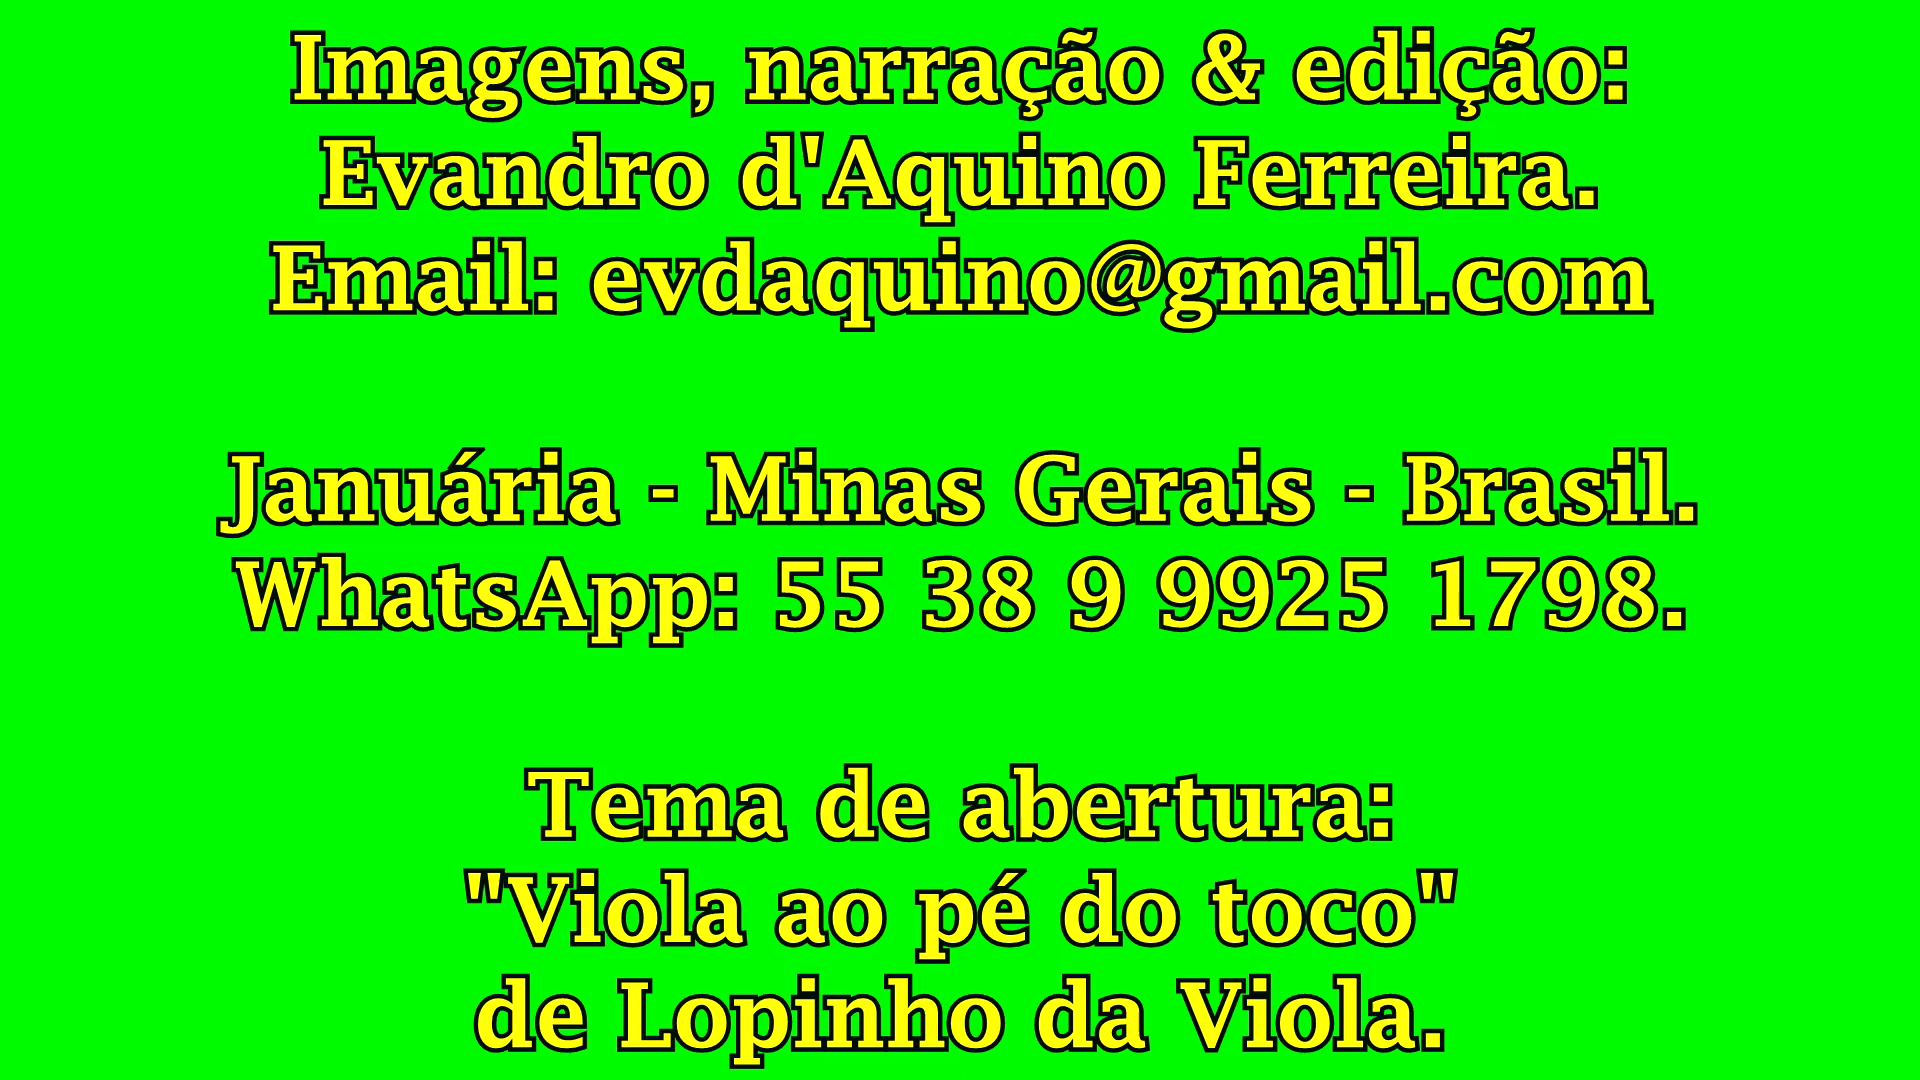 Imagens, narração & edição:
Evandro d'Aquino Ferreira.
Email: evdaquino@gmail.com
Januária - Minas Gerais - Brasil.
WhatsApp: 55 38 9 9925 1798.
Tema de abertura:
"Viola ao pé do toco"
de Lopinho da Viola.